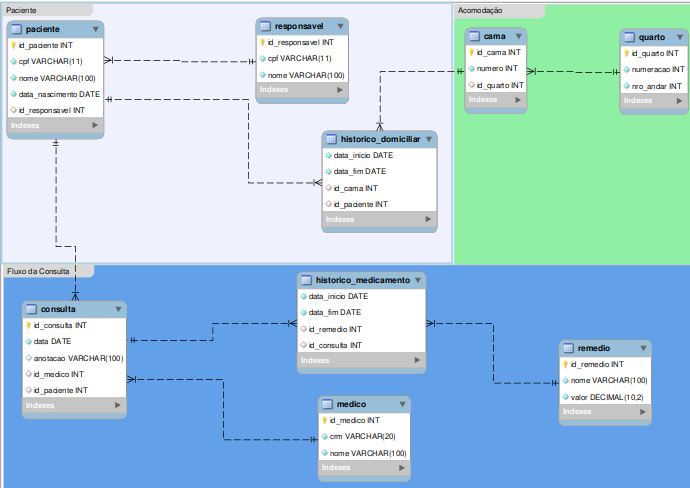 Paciente
paciente
id_paciente INT
cpf VARCHAR(11)
nome VARCHAR(100)
data_nascimento DATE
id_responsavel INT
Indexes
responsavel
id_responsavel INT
cpf VARCHAR(11)
nome VARCHAR(100)
Indexes
historico_domiciliar
data_inicio DATE
data_fim DATE
id_cama INT
id_paciente INT
Indexes
Acomodação
cama
id_cama INT
numero INT
id_quarto INT
Indexes
quarto
id_quarto INT
numeracao INT
nro_andar INT
Indexes
Fluxo da Consulta
consulta
id_consulta INT
data DATE
anotacao VARCHAR(100)
id_medico INT
id_paciente INT
Indexes
historico_medicamento
data_inicio DATE
data_fim DATE
id_remedio INT
id_consulta INT
Indexes
medico
id_medico INT
crm VARCHAR(20)
nome VARCHAR(100)
Indexes
remedio
id_remedio INT
nome VARCHAR(100)
valor DECIMAL(10,2)
Indexes